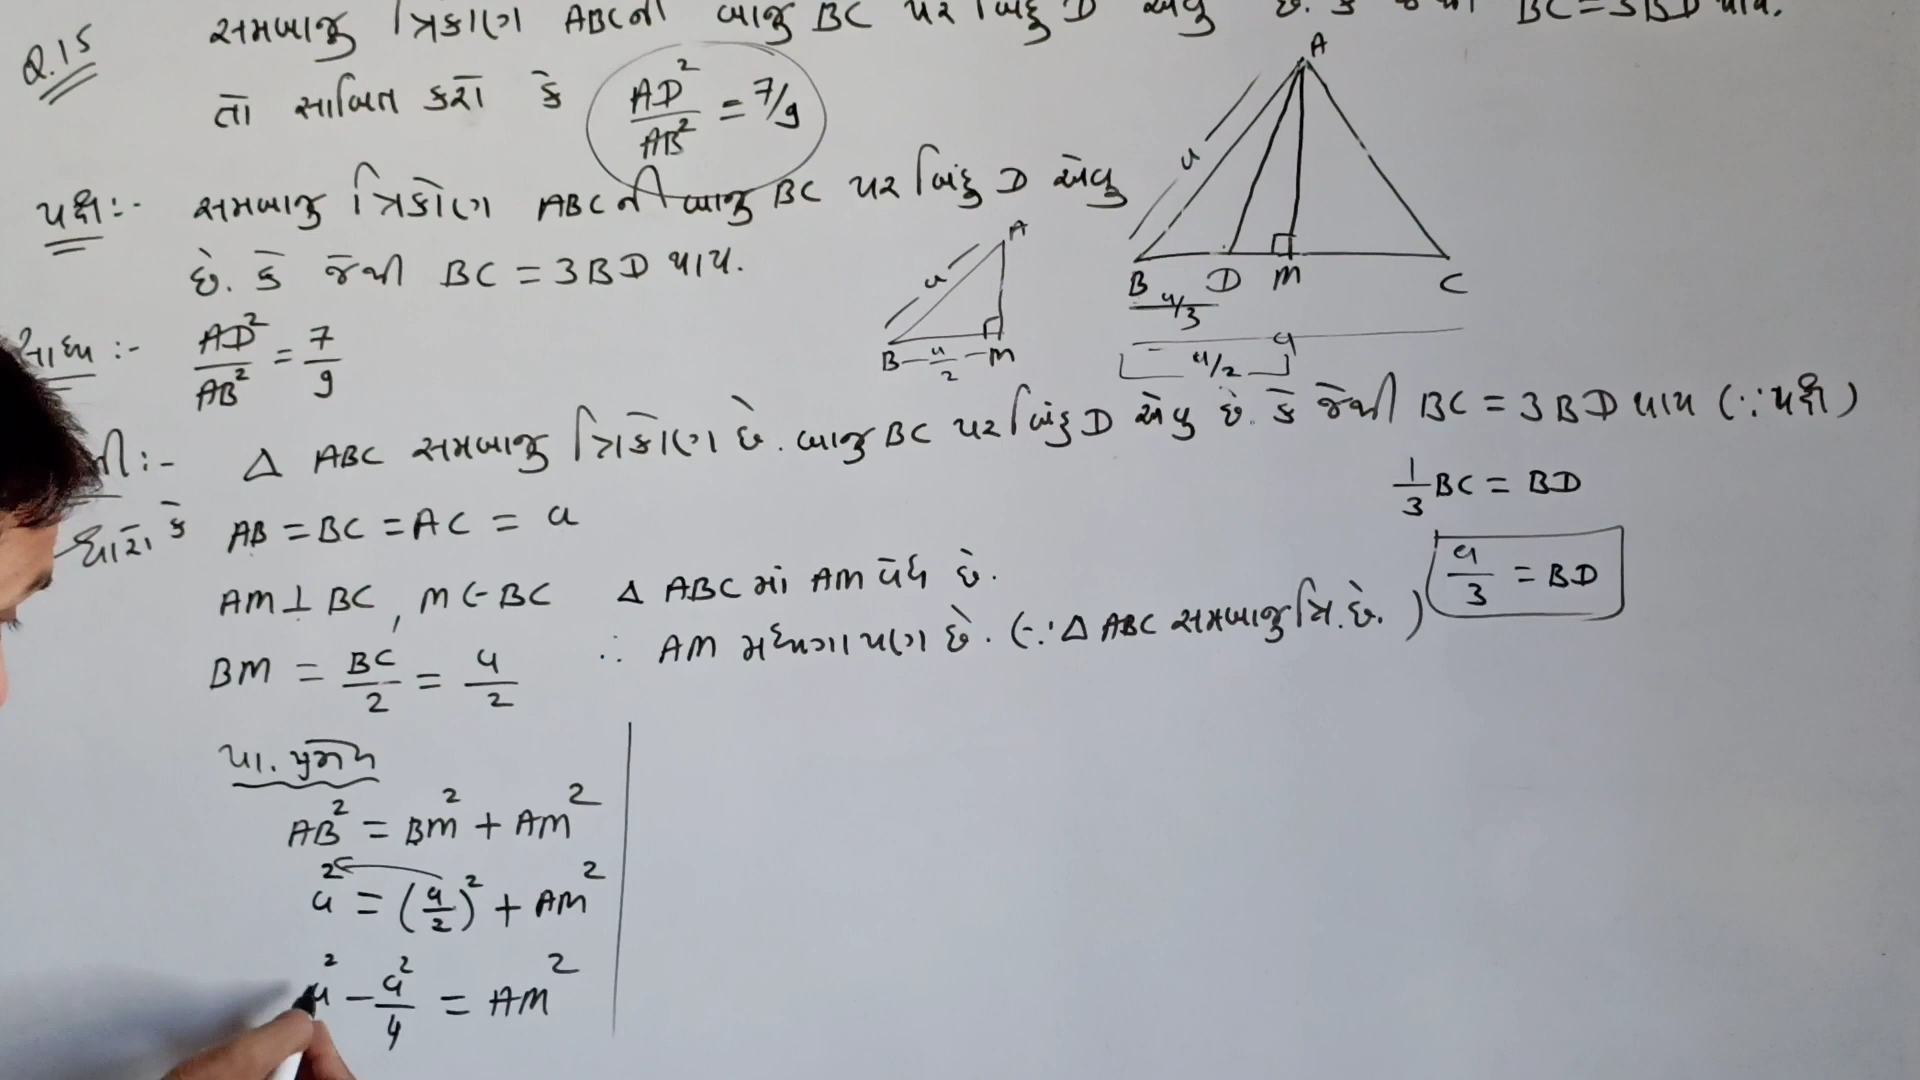 Q.15 સમબાજુ ત્રિકોણ ABCની બાજુ BC પર બિંદુ D એવું છે. કે જેથી BC = 3BD થાય.
તો સાબિત કરો કે AD²/AB² = 7/9
પક્ષ:- સમબાજુ ત્રિકોણ ABCની બાજુ BC પર બિંદુ D એવું
છે. કે જેથી BC = 3BD થાય.
સાધ્ય :- AD²/AB² = 7/9
A
a
B D M C
a/3
a
a/2
A
a
B a/2 M
△ ABC સમબાજુ ત્રિકોણ છે. બાજુ BC પર બિંદુ D એવું છે. કે જેથી BC = 3BD થાય (∵ પક્ષ)
1/3 BC = BD
ધારો કે AB = BC = AC = a
a/3 = BD
AM ⊥ BC, M ∈ BC △ ABC માં AM વેધ છે.
∴ AM મધ્યગા પણ છે. (∵ △ ABC સમબાજુ ત્રિ. છે.)
BM = BC/2 = a/2
પા. પ્રમેય
AB² = BM² + AM²
a² = (a/2)² + AM²
a² - a²/4 = AM²